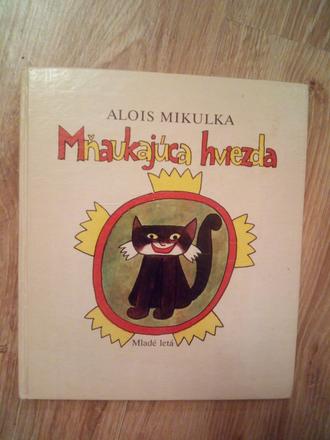 ALOIS MIKULKA
Mňaukajúca hviezda
Mladé letá